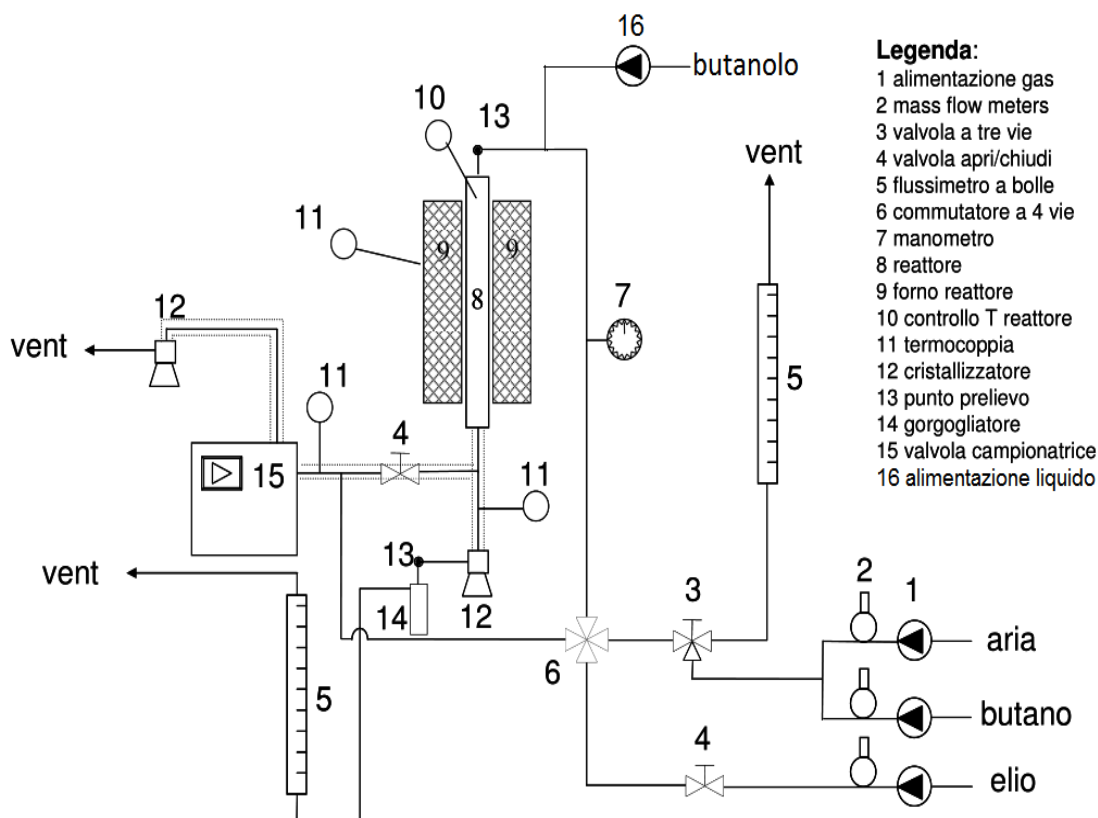 16
butanolo
Legenda:
1 alimentazione gas
2 mass flow meters
3 valvola a tre vie
4 valvola apri/chiudi
5 flussimetro a bolle
6 commutatore a 4 vie
7 manometro
8 reattore
9 forno reattore
10 controllo T reattore
11 termocoppia
12 cristallizzatore
13 punto prelievo
14 gorgogliatore
15 valvola campionatrice
16 alimentazione liquido
10
13
vent
11
9
9
8
7
12
vent
5
11
4
15
11
13
vent
14
12
3
2
1
aria
6
5
butano
4
elio